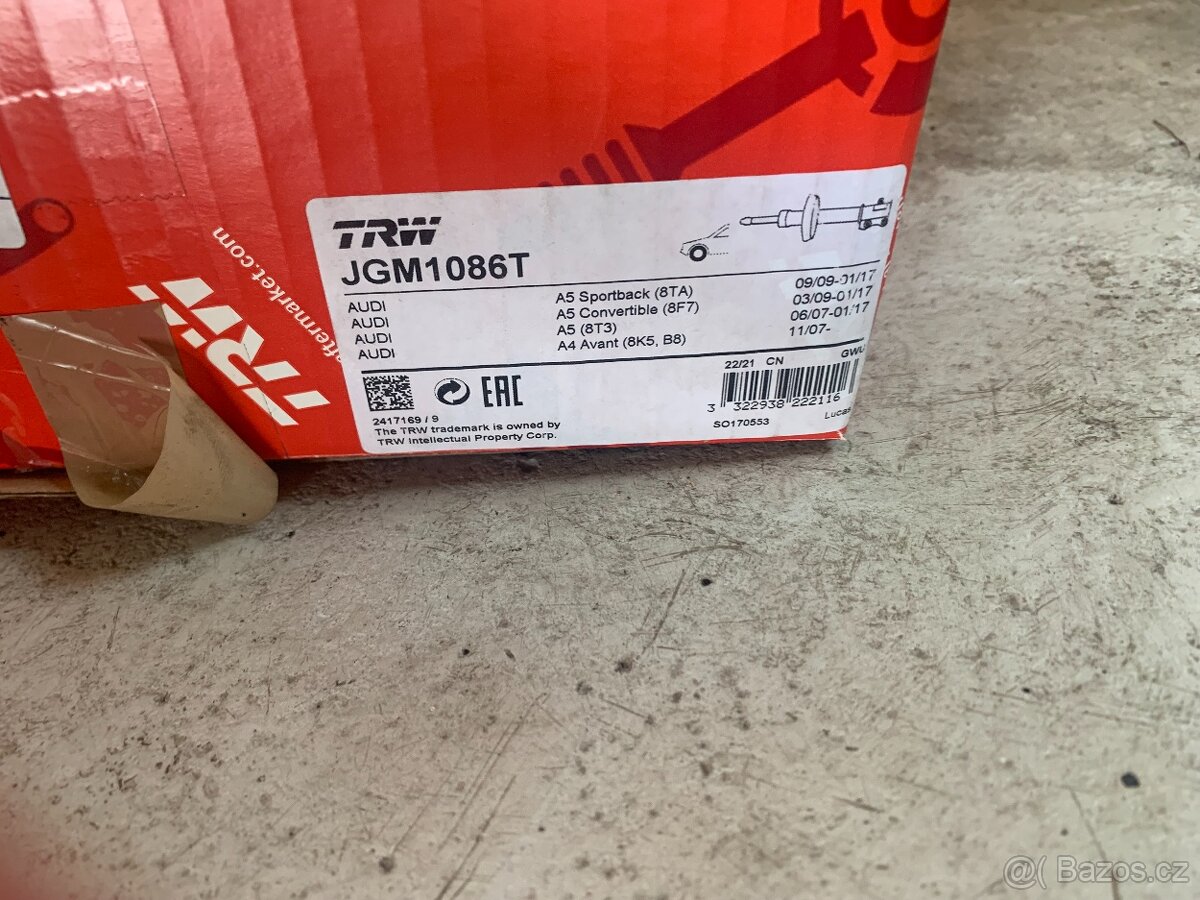 TRW
JGM1086T
AUDI A5 Sportback (8TA) 09/09-01/17
AUDI A5 Convertible (8F7) 03/09-01/17
AUDI A5 (8T3) 06/07-01/17
AUDI A4 Avant (8K5, B8) 11/07-
22/21 CN
EAC
3 322938 222116
2417169 / 9
SO170553
Lucas
The TRW trademark is owned by
TRW Intellectual Property Corp.
TRW
aftermarket.com
@( Bazos.cz